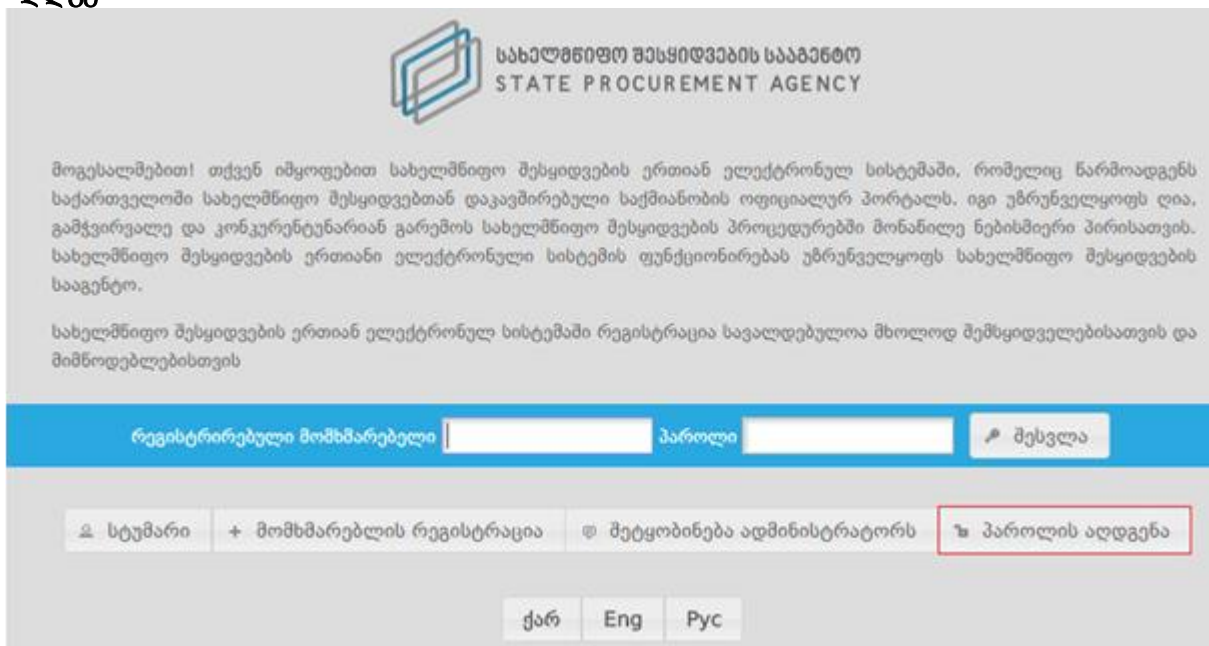 სახელმწიფო შესყიდვების სააგენტო
STATE PROCUREMENT AGENCY
მოგესალმებით! თქვენ იმყოფებით სახელმწიფო შესყიდვების ერთიან ელექტრონულ სისტემაში, რომელიც წარმოადგენს
საქართველოში სახელმწიფო შესყიდვებთან დაკავშირებული საქმიანობის ოფიციალურ პორტალს. იგი უზრუნველყოფს ღია,
გამჭვირვალე და კონკურენტუნარიან გარემოს სახელმწიფო შესყიდვების პროცედურებში მონაწილე ნებისმიერი პირისათვის.
სახელმწიფო შესყიდვების ერთიანი ელექტრონული სისტემის ფუნქციონირებას უზრუნველყოფს სახელმწიფო შესყიდვების
სააგენტო.
სახელმწიფო შესყიდვების ერთიან ელექტრონულ სისტემაში რეგისტრაცია სავალდებულოა მხოლოდ შემსყიდველებისათვის და
მიმწოდებლებისთვის
რეგისტრირებული მომხმარებელი პაროლი შესვლა
სტუმარი + მომხმარებლის რეგისტრაცია შეტყობინება ადმინისტრატორს პაროლის აღდგენა
ქარ Eng Рус